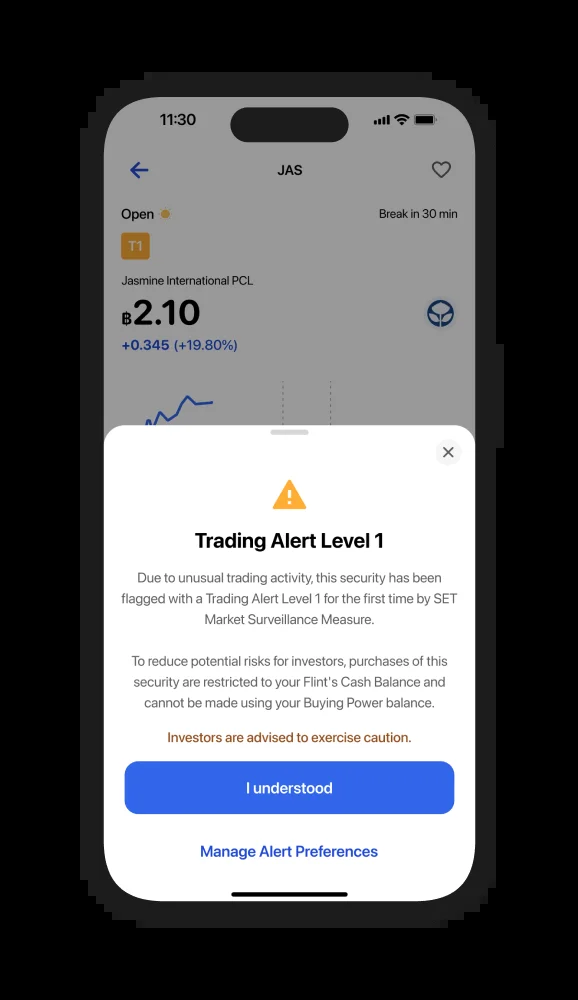 11:30
JAS
Open
Break in 30 min
T1
Jasmine International PCL
฿2.10
+0.345 (+19.80%)
Trading Alert Level 1
Due to unusual trading activity, this security has been
flagged with a Trading Alert Level 1 for the first time by SET
Market Surveillance Measure.
To reduce potential risks for investors, purchases of this
security are restricted to your Flint's Cash Balance and
cannot be made using your Buying Power balance.
Investors are advised to exercise caution.
I understood
Manage Alert Preferences